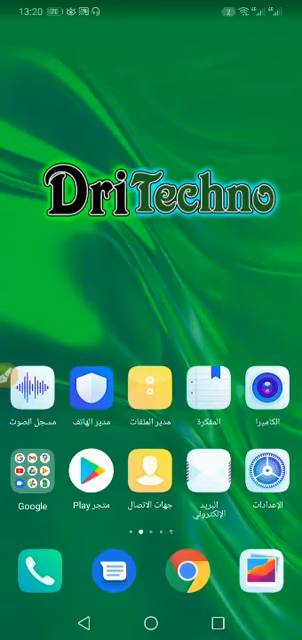 13:20
DriTechno
الكاميرا
المفكرة
مدير الملفات
مدير الهاتف
مسجل الصوت
الإعدادات
البريد
الإلكتروني
جهات الاتصال
متجر Play
Google